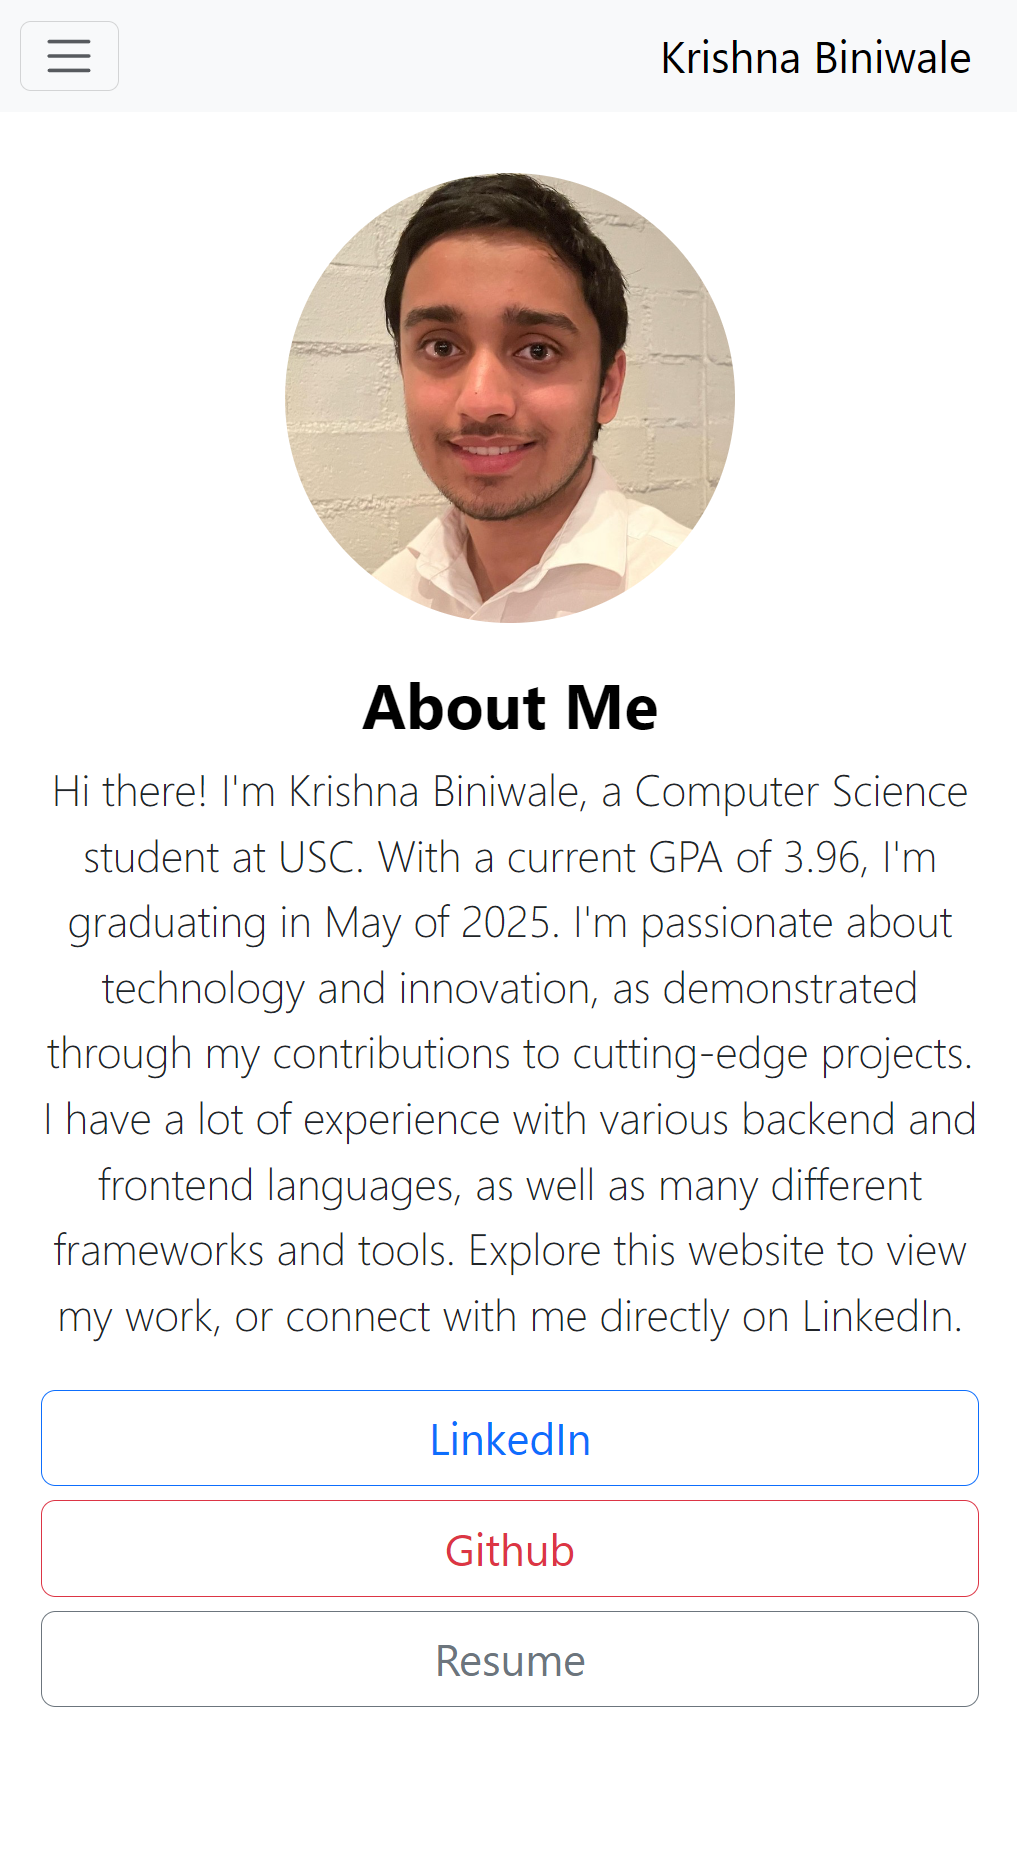 Krishna Biniwale
About Me
Hi there! I'm Krishna Biniwale, a Computer Science
student at USC. With a current GPA of 3.96, I'm
graduating in May of 2025. I'm passionate about
technology and innovation, as demonstrated
through my contributions to cutting-edge projects.
I have a lot of experience with various backend and
frontend languages, as well as many different
frameworks and tools. Explore this website to view
my work, or connect with me directly on LinkedIn.
LinkedIn
Github
Resume